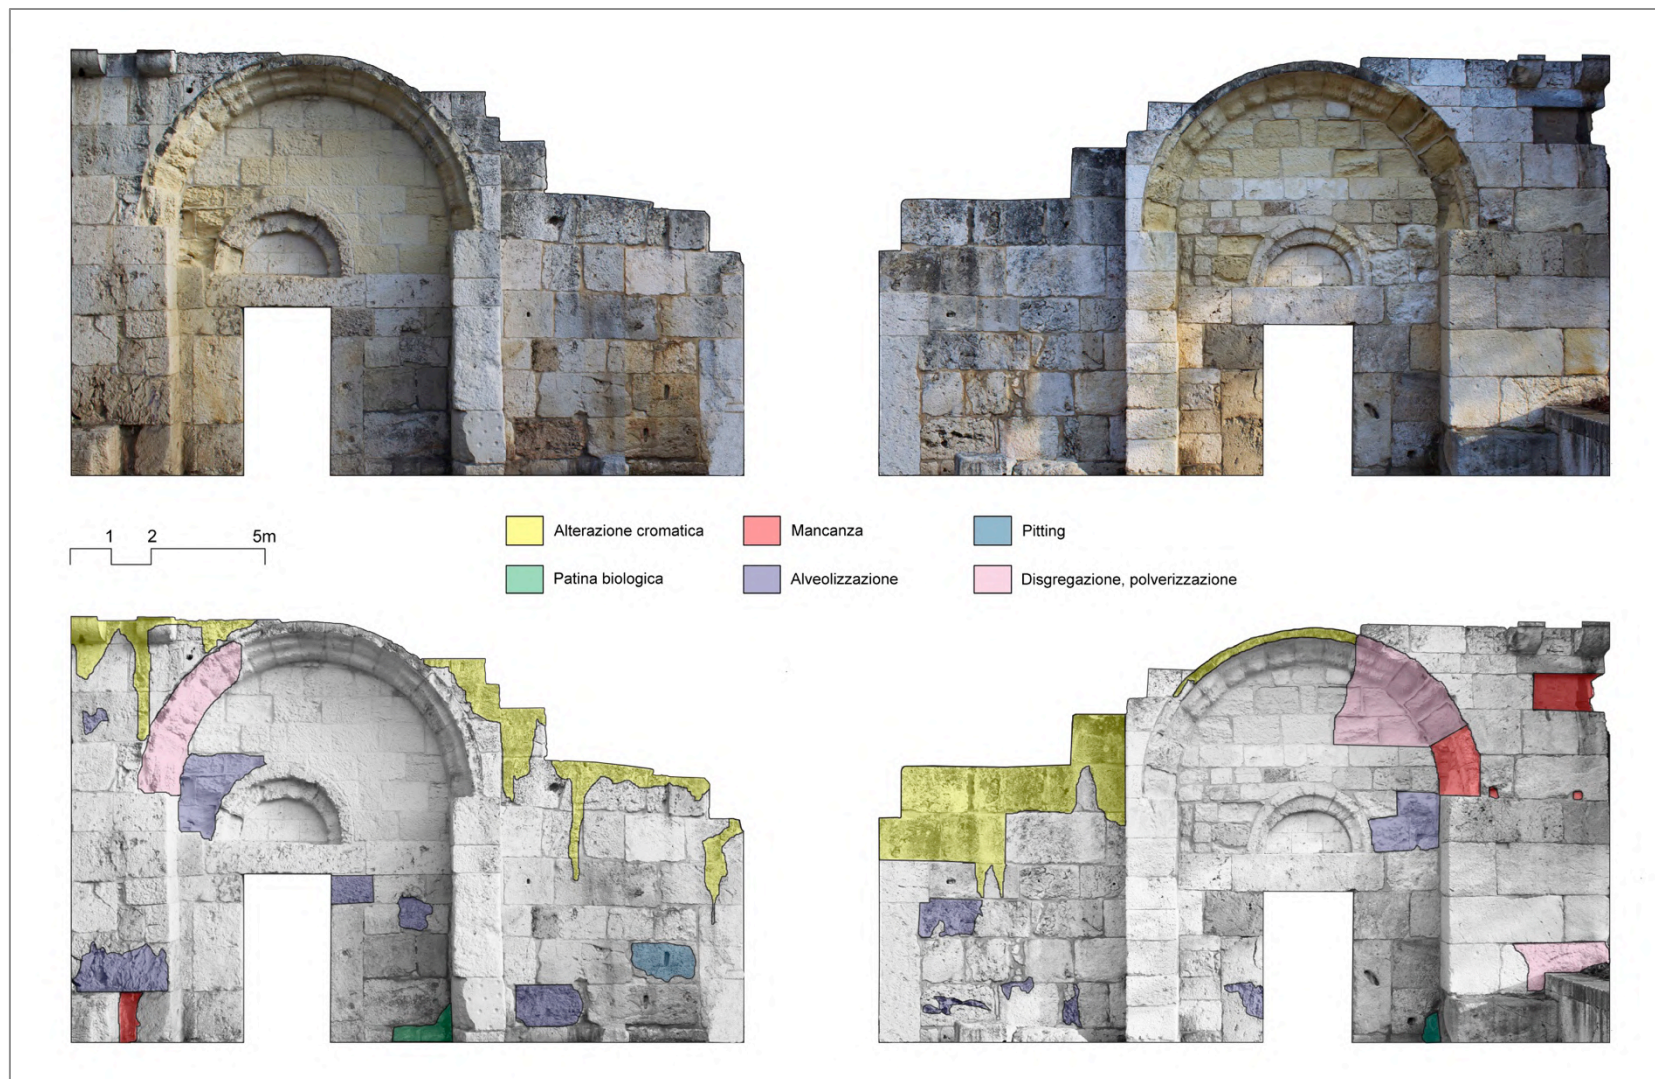 1 2 5m
Alterazione cromatica
Mancanza
Pitting
Patina biologica
Alveolizzazione
Disgregazione, polverizzazione